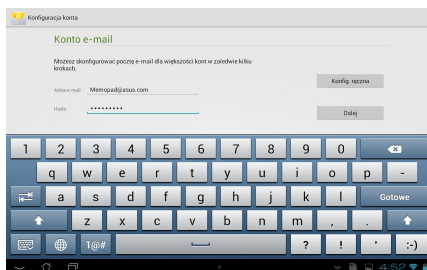 Konfiguracja konta
Konto e-mail
Możesz skonfigurować pocztę e-mail dla większości kont w zaledwie kilku
krokach.
Konfig. ręczna
Adres e-mail Memopad@asus.com
Hasło •••••••••
Dalej
1 2 3 4 5 6 7 8 9 0
q w e r t y u i o p -
a s d f g h j k l Gotowe
z x c v b n m , .
1@# ? ! ' :-)
4:52